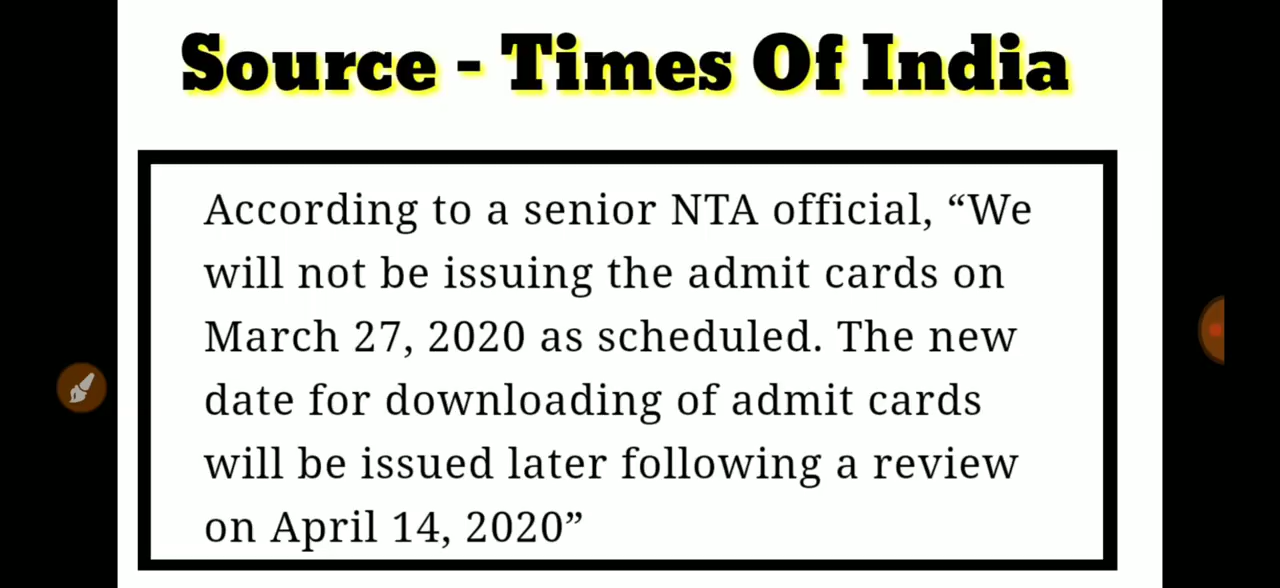 Source - Times Of India
According to a senior NTA official, “We
will not be issuing the admit cards on
March 27, 2020 as scheduled. The new
date for downloading of admit cards
will be issued later following a review
on April 14, 2020”